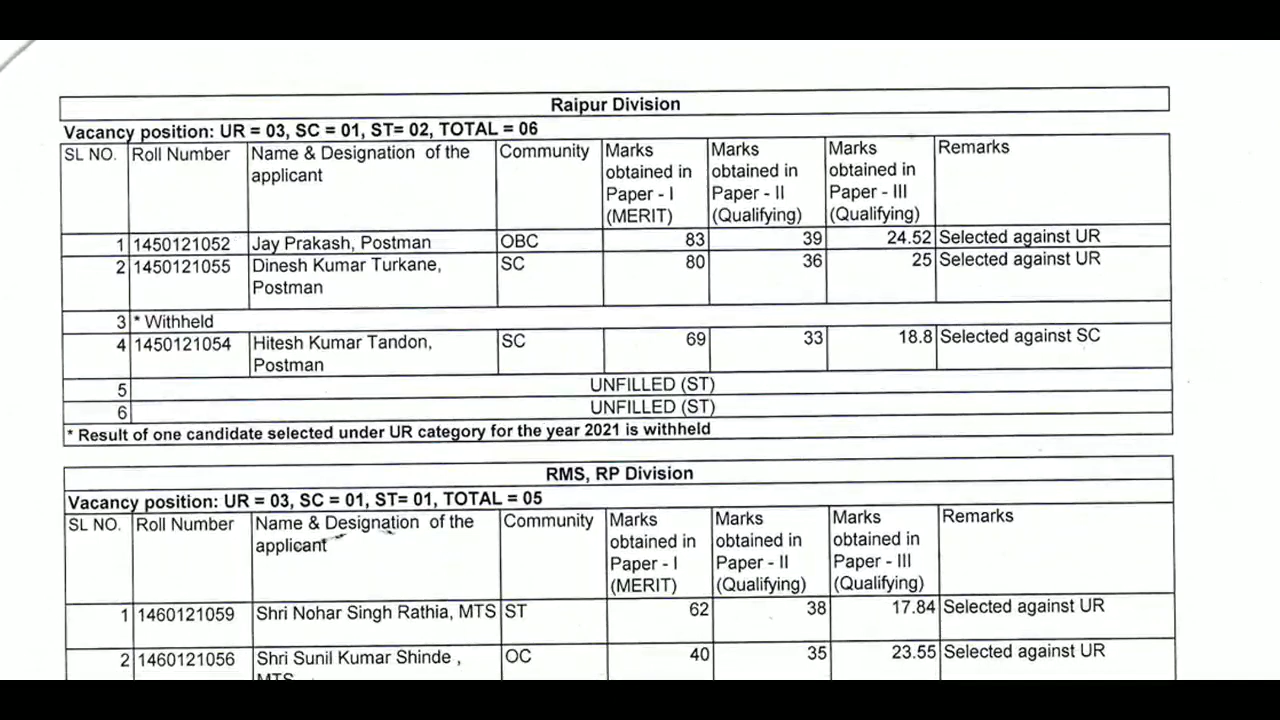 Raipur Division
Vacancy position: UR = 03, SC = 01, ST= 02, TOTAL = 06
SL NO. Roll Number Name & Designation of the applicant Community Marks obtained in Paper - I (MERIT) Marks obtained in Paper - II (Qualifying) Marks obtained in Paper - III (Qualifying) Remarks
1 1450121052 Jay Prakash, Postman OBC 83 39 24.52 Selected against UR
2 1450121055 Dinesh Kumar Turkane, Postman SC 80 36 25 Selected against UR
3 * Withheld
4 1450121054 Hitesh Kumar Tandon, Postman SC 69 33 18.8 Selected against SC
5 UNFILLED (ST)
6 UNFILLED (ST)
* Result of one candidate selected under UR category for the year 2021 is withheld
RMS, RP Division
Vacancy position: UR = 03, SC = 01, ST= 01, TOTAL = 05
SL NO. Roll Number Name & Designation of the applicant Community Marks obtained in Paper - I (MERIT) Marks obtained in Paper - II (Qualifying) Marks obtained in Paper - III (Qualifying) Remarks
1 1460121059 Shri Nohar Singh Rathia, MTS ST 62 38 17.84 Selected against UR
2 1460121056 Shri Sunil Kumar Shinde , MTS OC 40 35 23.55 Selected against UR